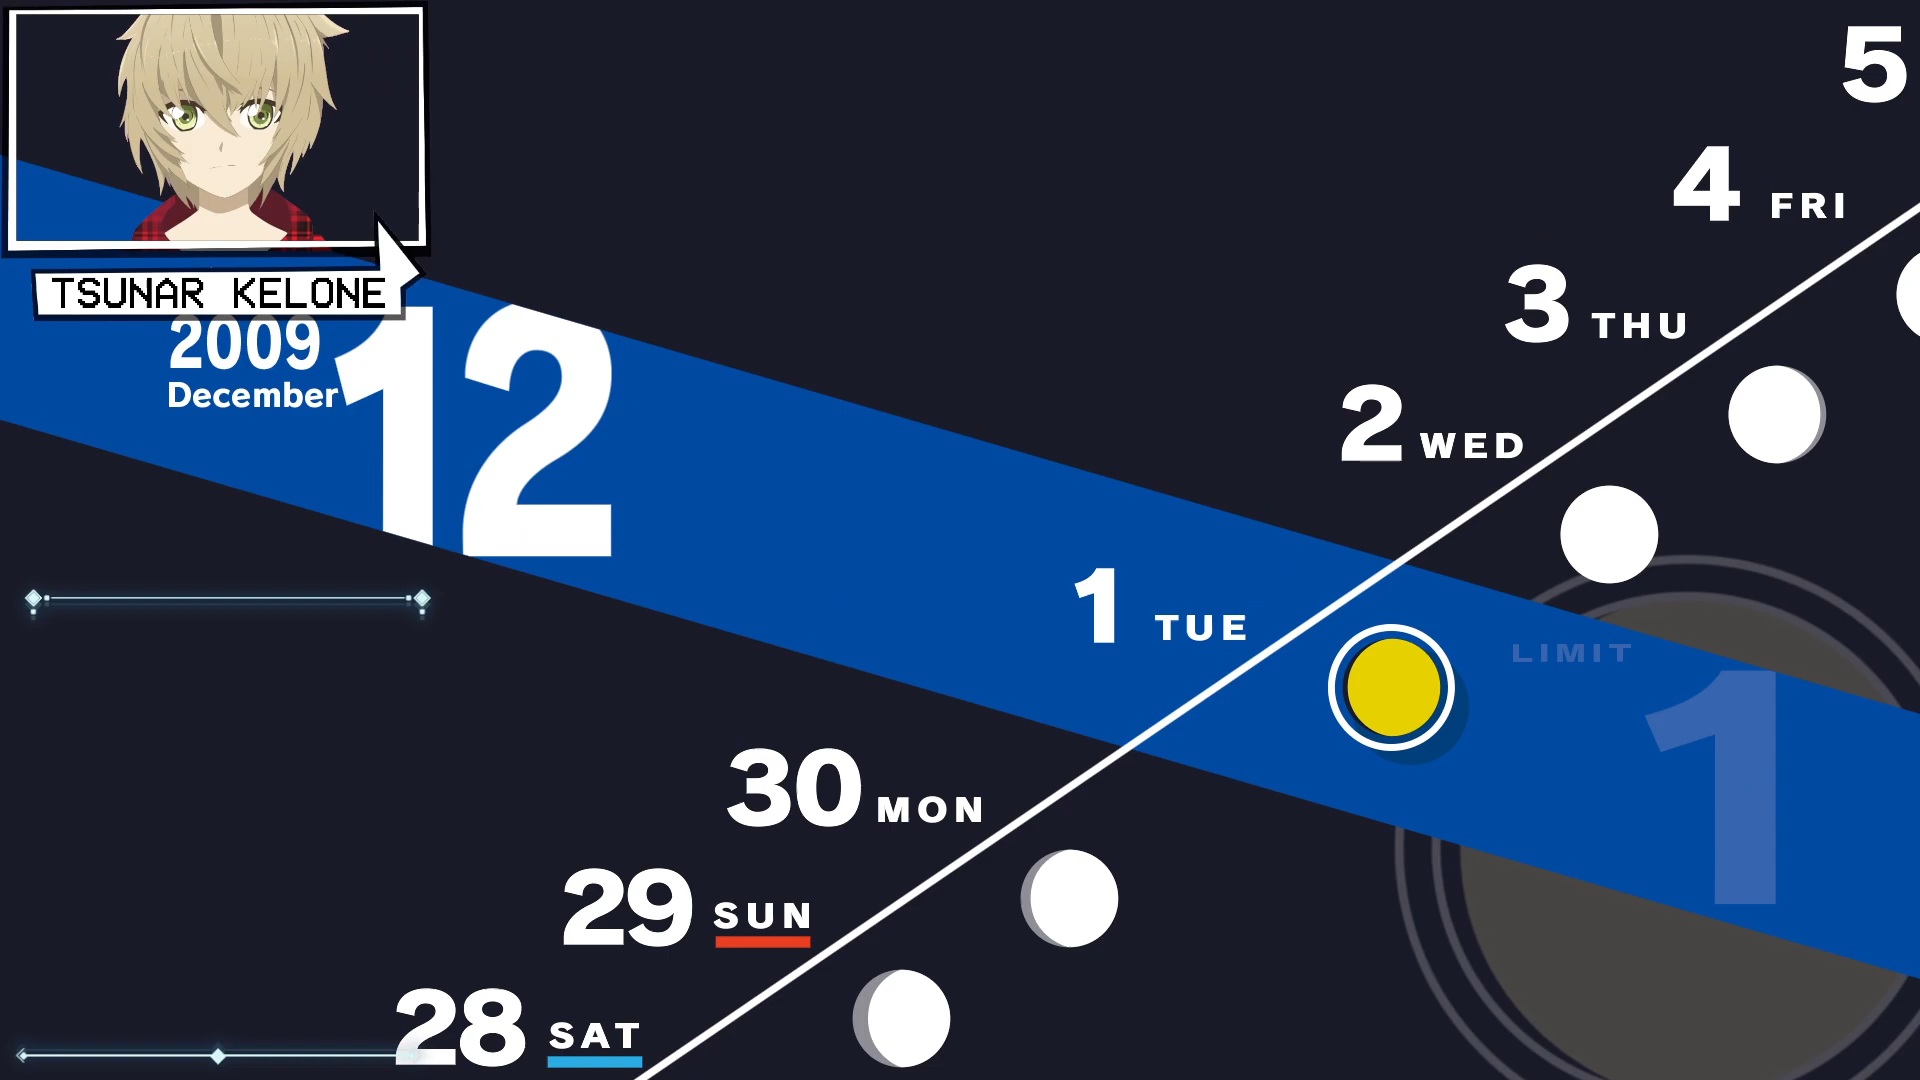 TSUNAR KELONE
2009
December
12
5
4 FRI
3 THU
2 WED
1 TUE
LIMIT
1
30 MON
29 SUN
28 SAT